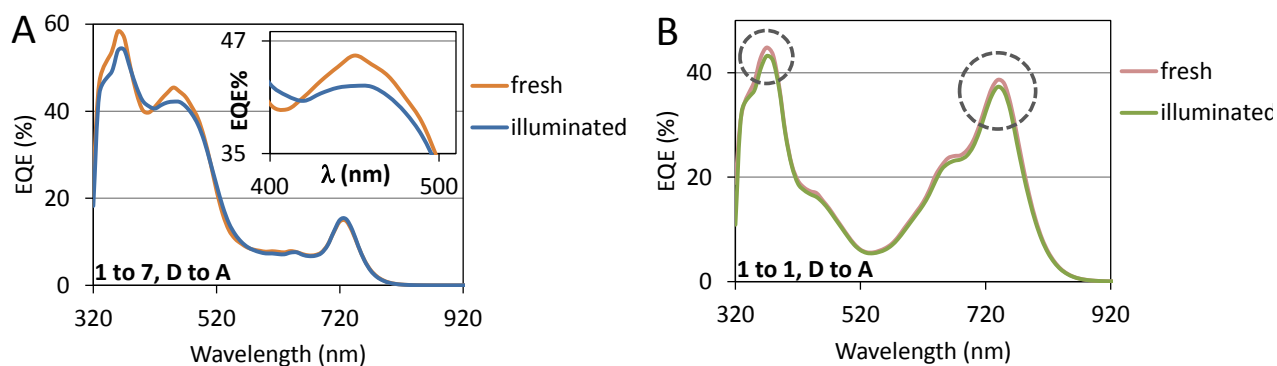 A
EQE (%)
60
40
20
0
320
520
720
920
Wavelength (nm)
1 to 7, D to A
EQE%
47
35
400
500
λ (nm)
fresh
illuminated
B
EQE (%)
40
20
0
320
520
720
920
Wavelength (nm)
1 to 1, D to A
fresh
illuminated